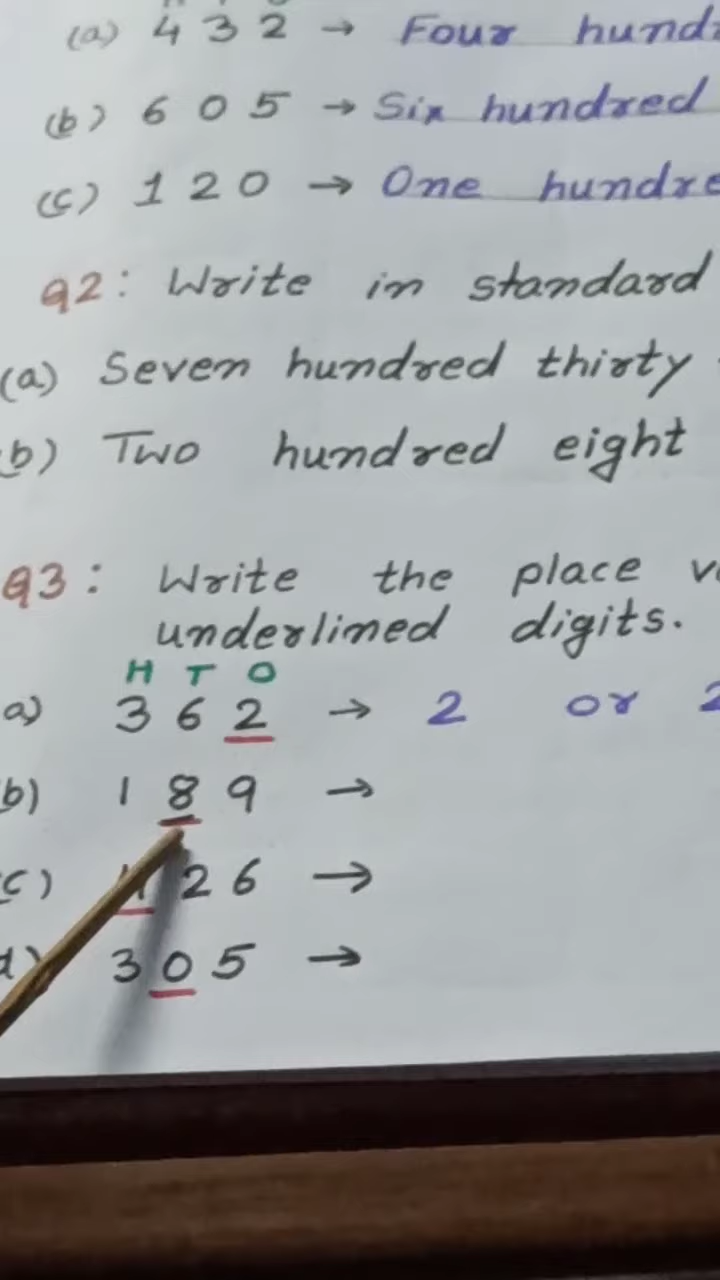 (a) 4 3 2 → Four
(b) 6 0 5 → Six hundred
(c) 1 2 0 → One
Q2: Write in standard
(a) Seven hundred thirty
b) Two hundred eight
Q3: Write the place
underlined digits.
H T O
a) 3 6 2 → 2 or 2
b) 1 8 9 →
c) 4 2 6 →
d) 3 0 5 →